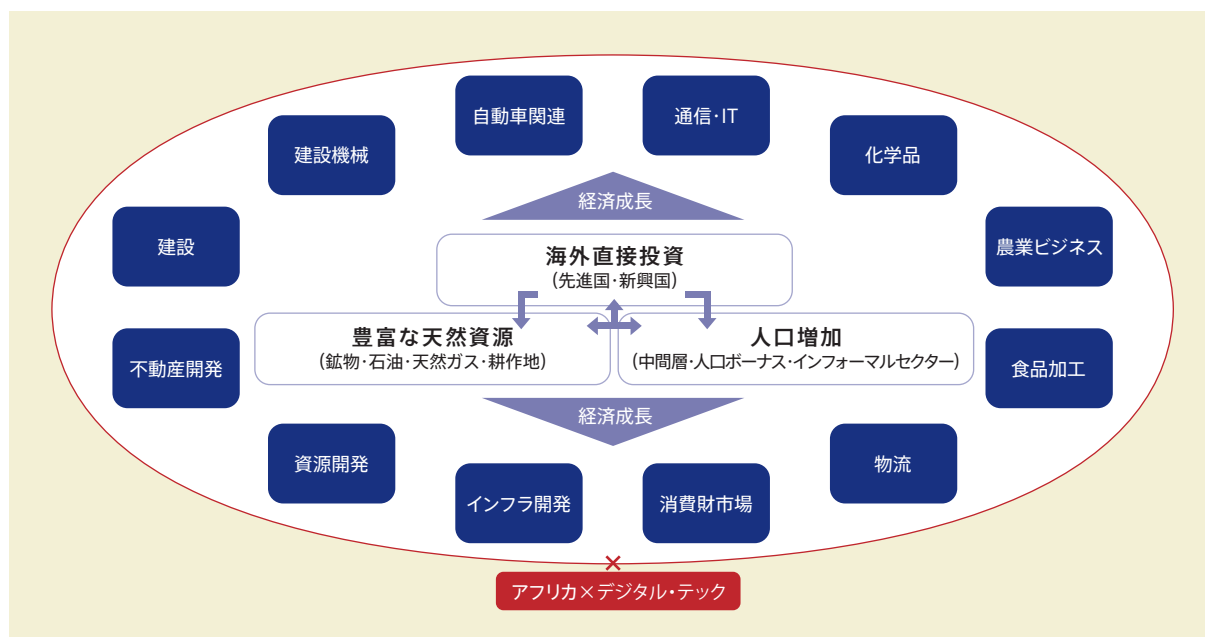 自動車関連
通信・IT
建設機械
化学品
経済成長
建設
農業ビジネス
海外直接投資
(先進国・新興国)
豊富な天然資源
(鉱物・石油・天然ガス・耕作地)
人口増加
(中間層・人口ボーナス・インフォーマルセクター)
不動産開発
食品加工
経済成長
資源開発
物流
インフラ開発
消費財市場
×
アフリカ×デジタル・テック